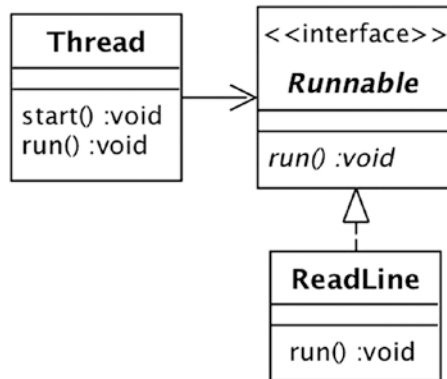 Thread
start() :void
run() :void
<<interface>>
Runnable
run() :void
ReadLine
run() :void